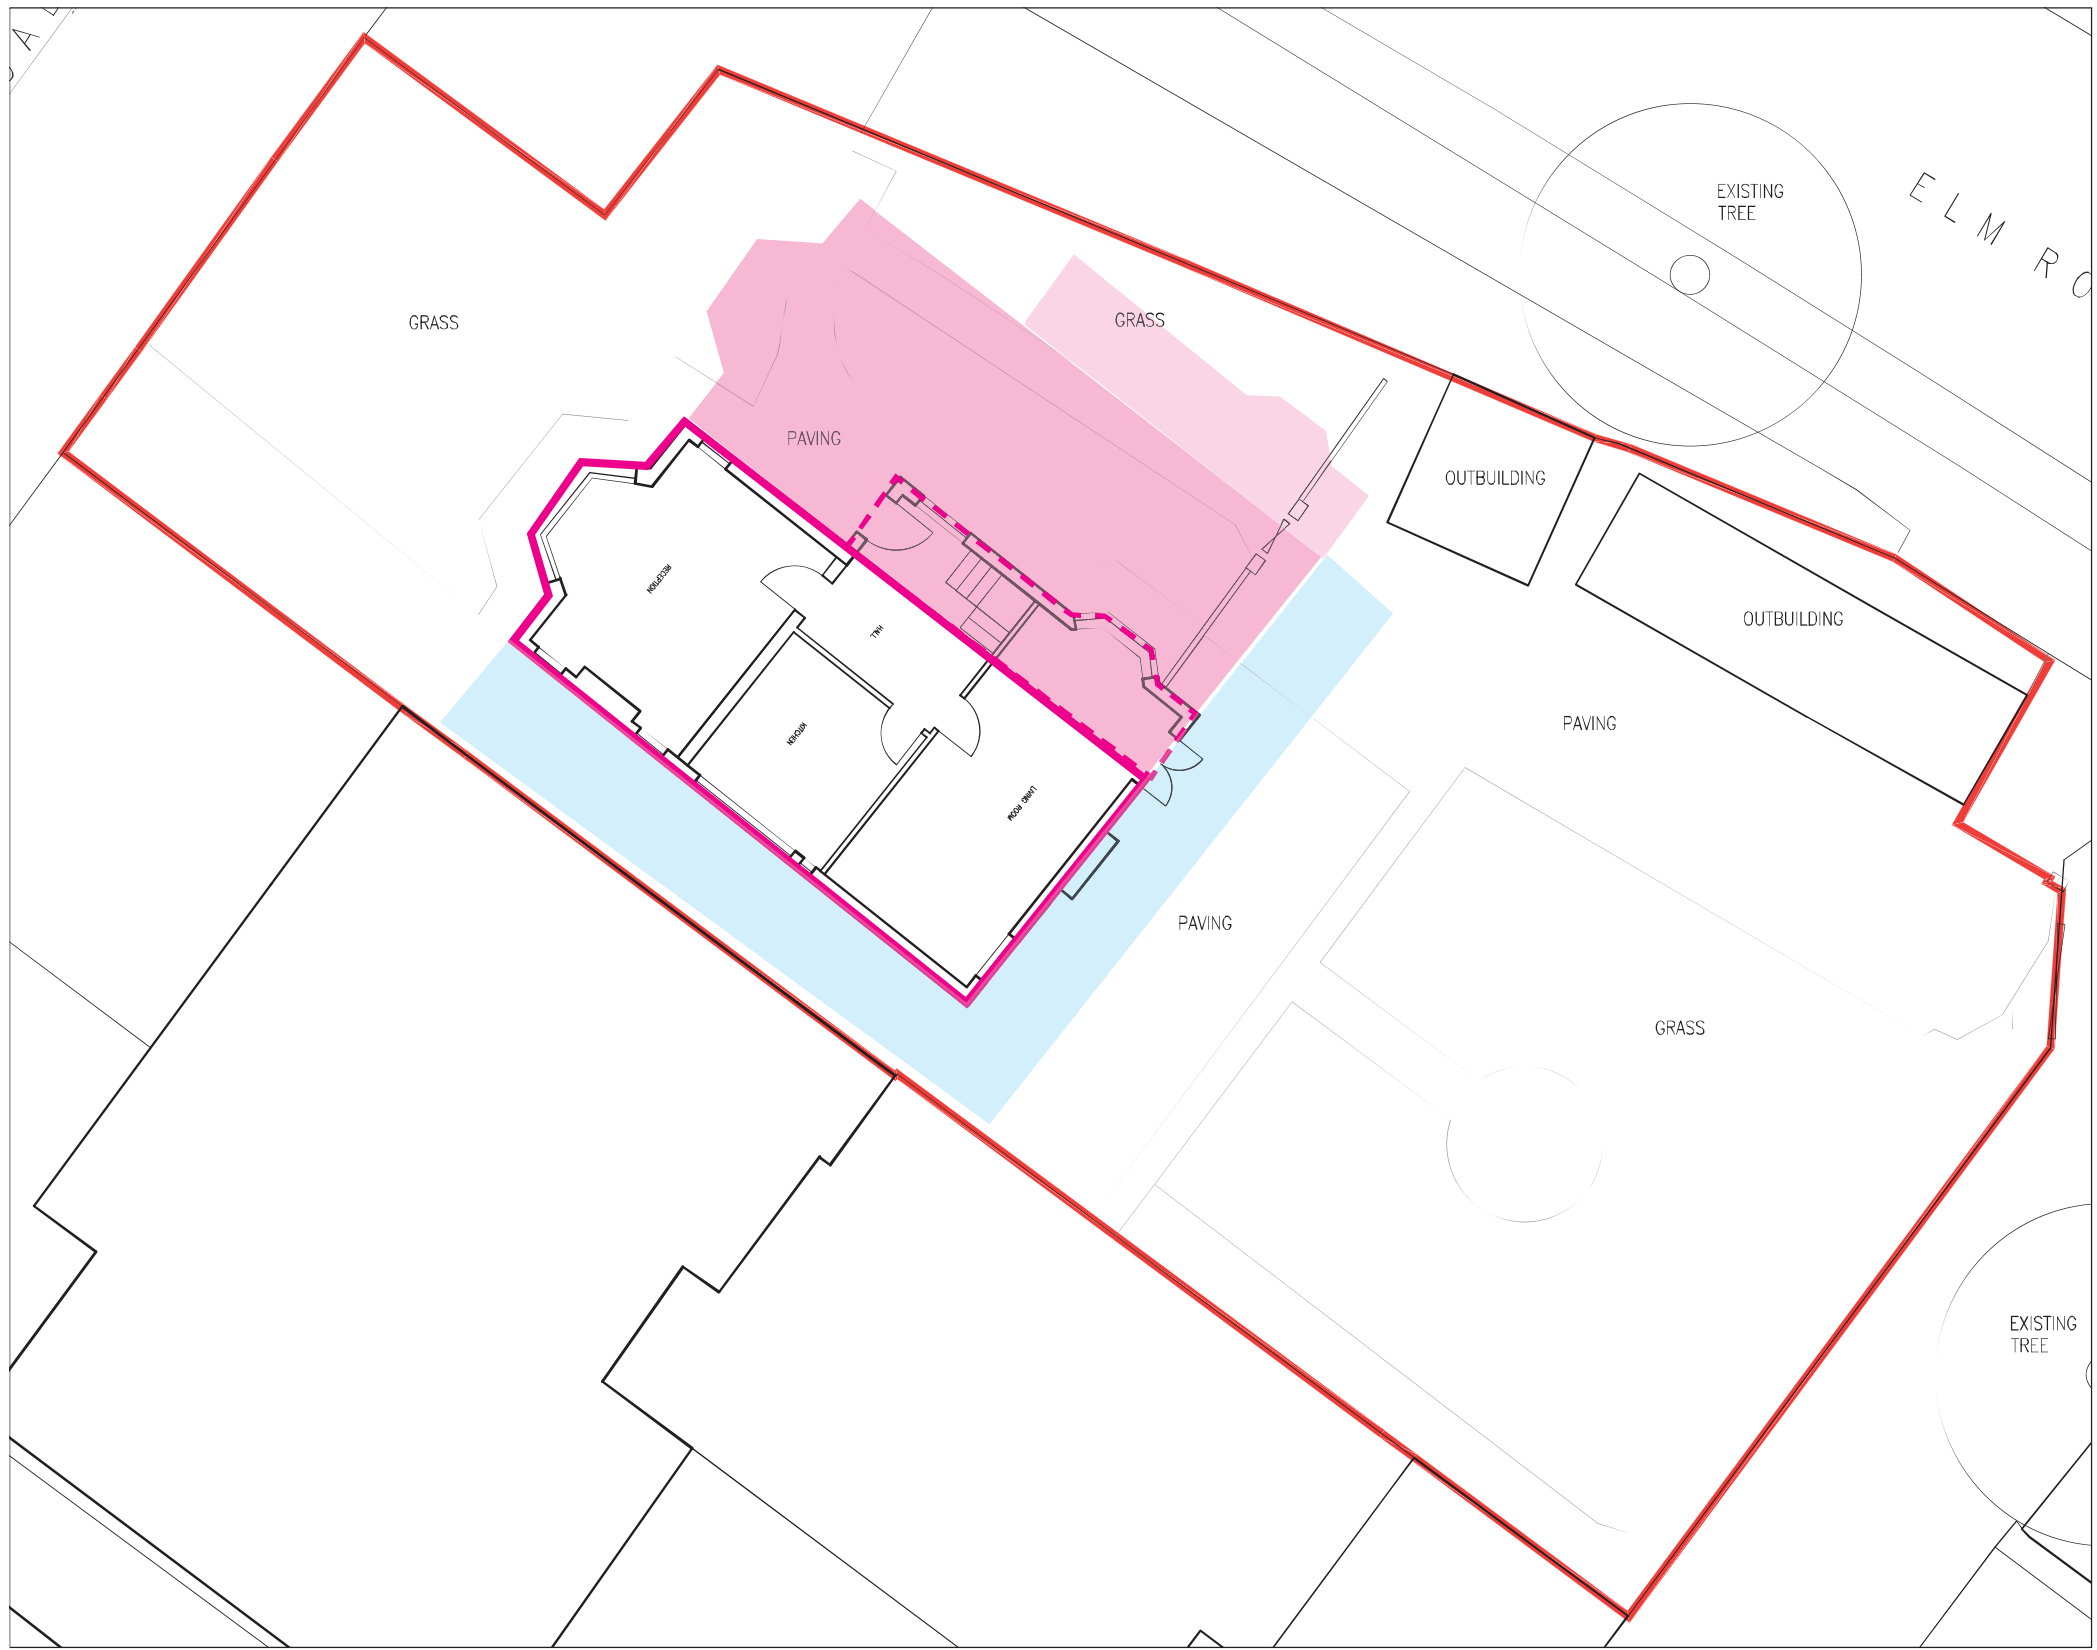 EXISTING
TREE
ELM RO
GRASS
GRASS
PAVING
OUTBUILDING
RECEPTION
HALL
OUTBUILDING
KITCHEN
PAVING
LIVING ROOM
PAVING
GRASS
EXISTING
TREE